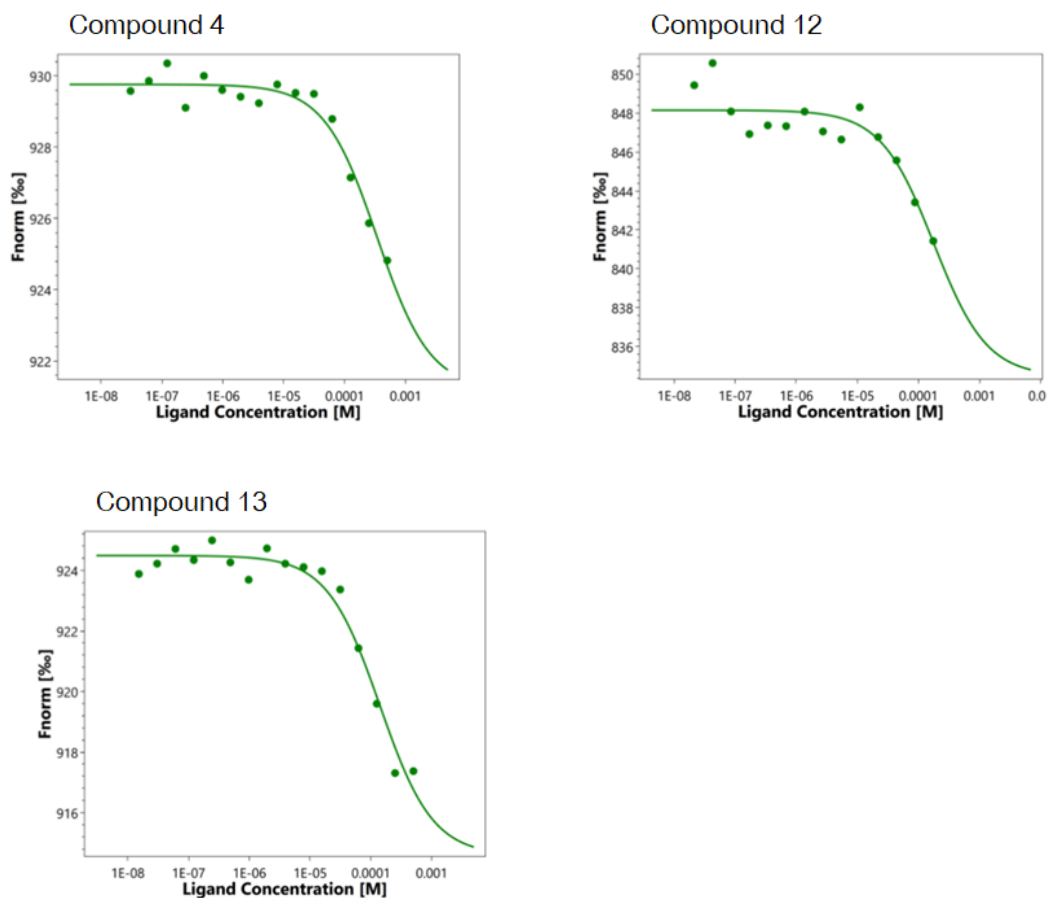 Compound 4
Fnorm [‰]
930
928
926
924
922
1E-08 1E-07 1E-06 1E-05 0.0001 0.001
Ligand Concentration [M]
Compound 12
Fnorm [‰]
850
848
846
844
842
840
838
836
1E-08 1E-07 1E-06 1E-05 0.0001 0.001 0.0
Ligand Concentration [M]
Compound 13
Fnorm [‰]
924
922
920
918
916
1E-08 1E-07 1E-06 1E-05 0.0001 0.001
Ligand Concentration [M]